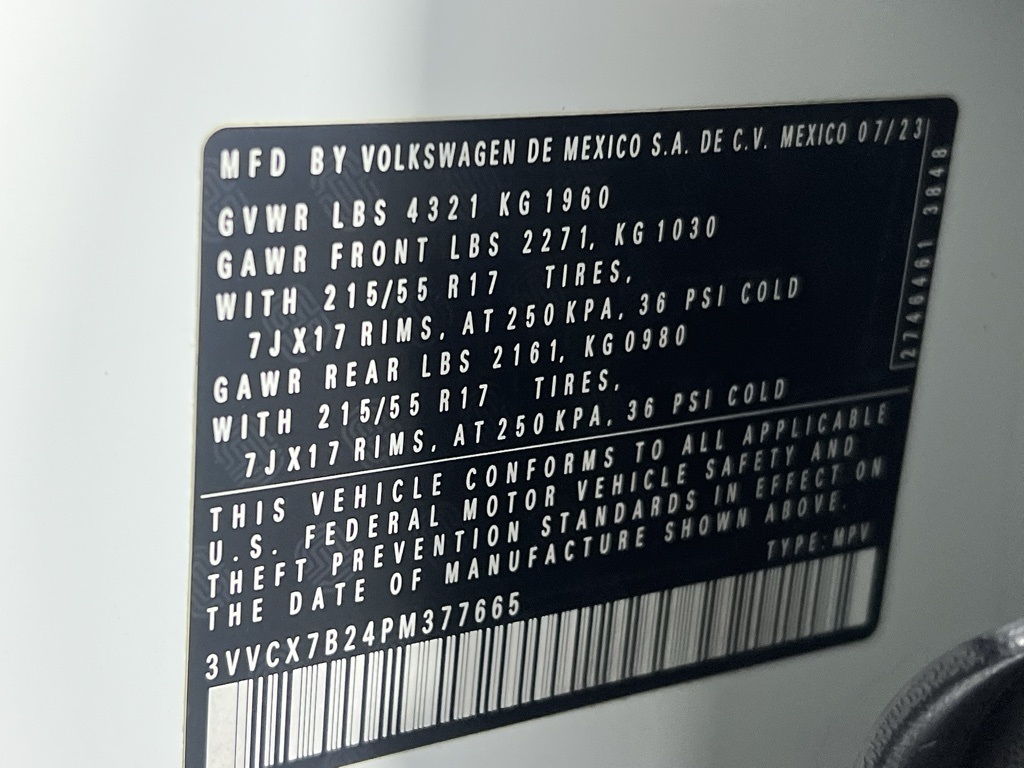 MFD BY VOLKSWAGEN DE MEXICO S.A. DE C.V. MEXICO 07/23
GVWR LBS 4321 KG 1960
GAWR FRONT LBS 2271, KG 1030
WITH 215/55 R17 TIRES,
7JX17 RIMS, AT 250 KPA, 36 PSI COLD
GAWR REAR LBS 2161, KG 0980
WITH 215/55 R17 TIRES,
7JX17 RIMS, AT 250 KPA, 36 PSI COLD
2746461 3848
THIS VEHICLE CONFORMS TO ALL APPLICABLE
U.S. FEDERAL MOTOR VEHICLE SAFETY AND
THEFT PREVENTION STANDARDS IN EFFECT ON
THE DATE OF MANUFACTURE SHOWN ABOVE.
TYPE: MPV
3VVCX7B24PM377665